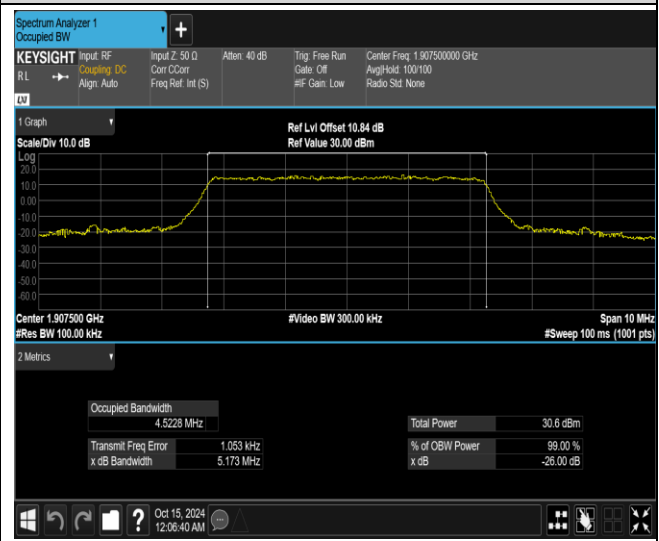 Spectrum Analyzer 1
Occupied BW
+
KEYSIGHT Input: RF Input Z: 50 Ω Atten: 40 dB Trig: Free Run Center Freq: 1.907500000 GHz
RL Coupling: DC Corr CCorr Gate: Off Avg|Hold: 100/100
Align: Auto Freq Ref: Int (S) #IF Gain: Low Radio Std: None
LXI
1 Graph
Ref Lvl Offset 10.84 dB
Scale/Div 10.0 dB Ref Value 30.00 dBm
Log
20.0
10.0
0.00
-10.0
-20.0
-30.0
-40.0
-50.0
-60.0
Center 1.907500 GHz #Video BW 300.00 kHz Span 10 MHz
#Res BW 100.00 kHz #Sweep 100 ms (1001 pts)
2 Metrics
Occupied Bandwidth
4.5228 MHz Total Power 30.6 dBm
Transmit Freq Error 1.053 kHz % of OBW Power 99.00 %
x dB Bandwidth 5.173 MHz x dB -26.00 dB
? Oct 15, 2024
12:06:40 AM